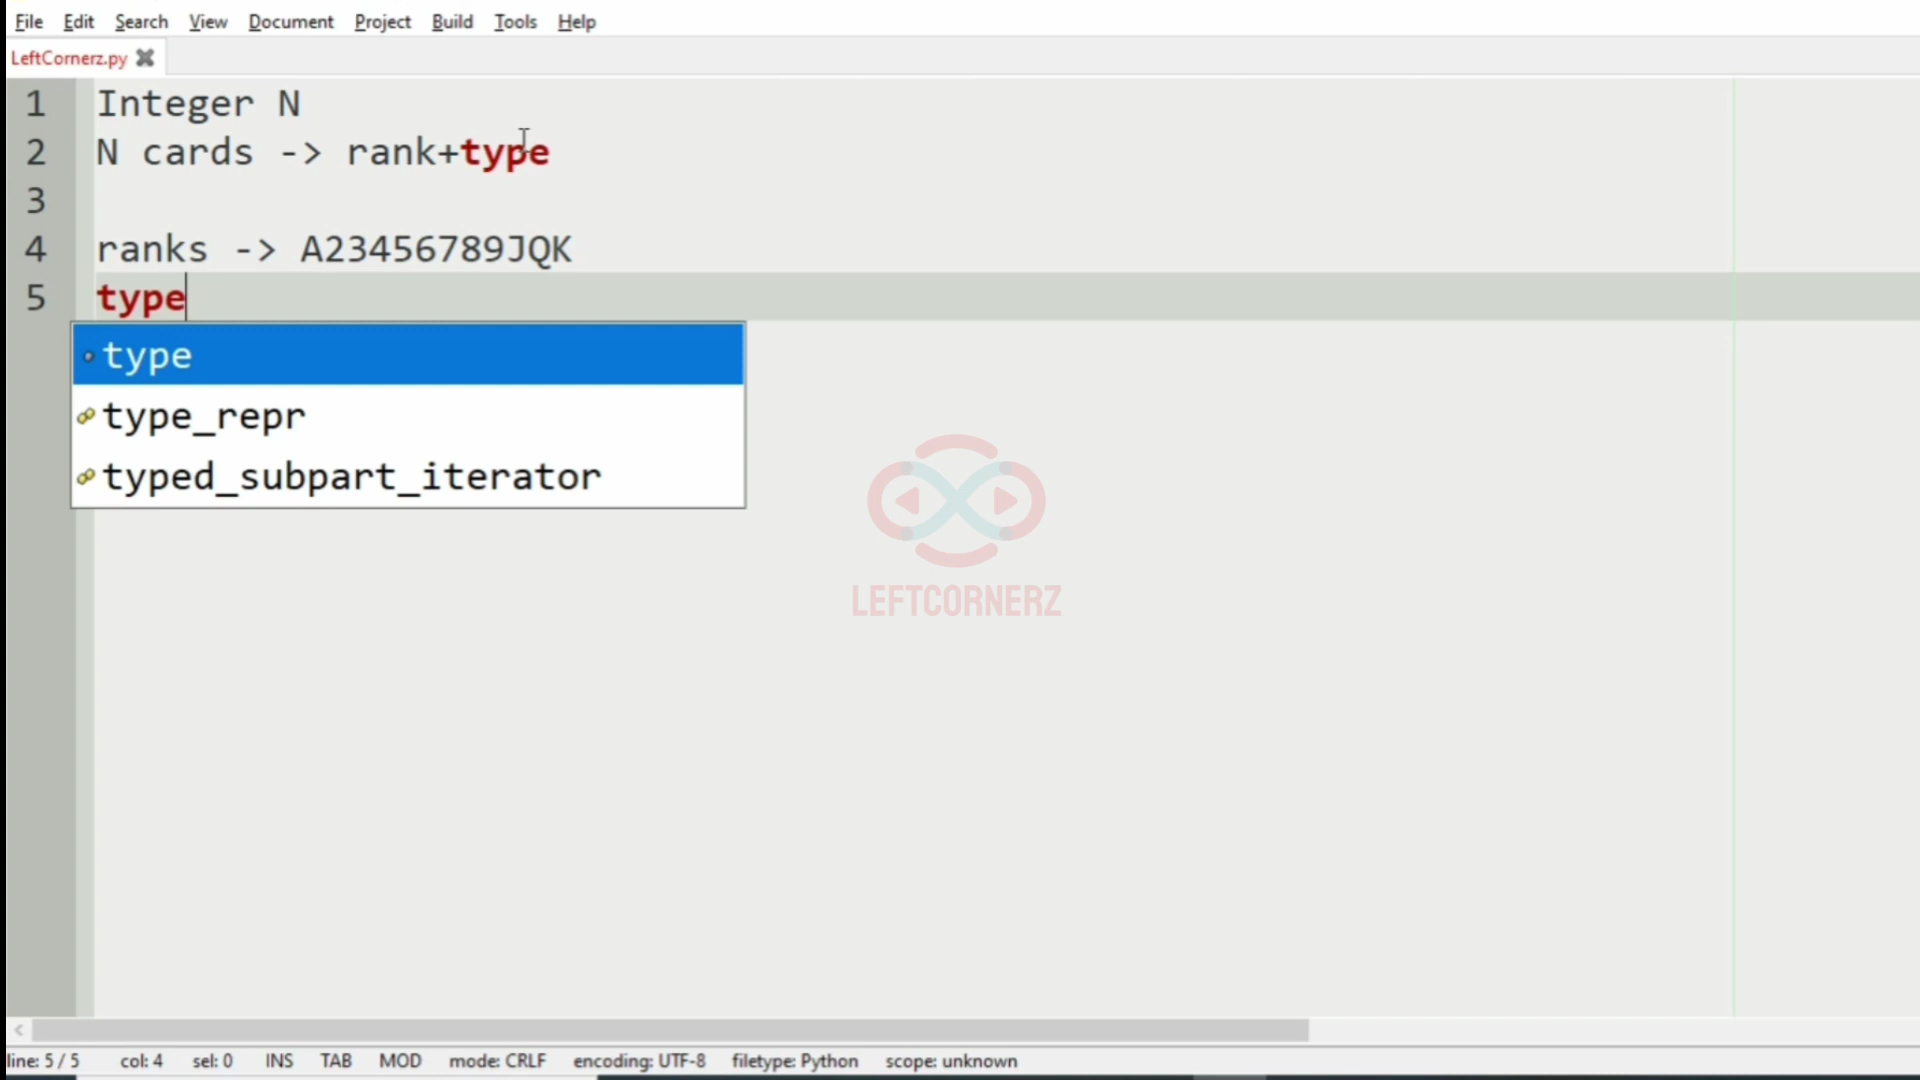 File Edit Search View Document Project Build Tools Help
LeftCornerz.py
1 Integer N
2 N cards -> rank+type
3
4 ranks -> A23456789JQK
5 type
type
type_repr
typed_subpart_iterator
LEFTCORNERZ
line: 5 / 5 col: 4 sel: 0 INS TAB MOD mode: CRLF encoding: UTF-8 filetype: Python scope: unknown